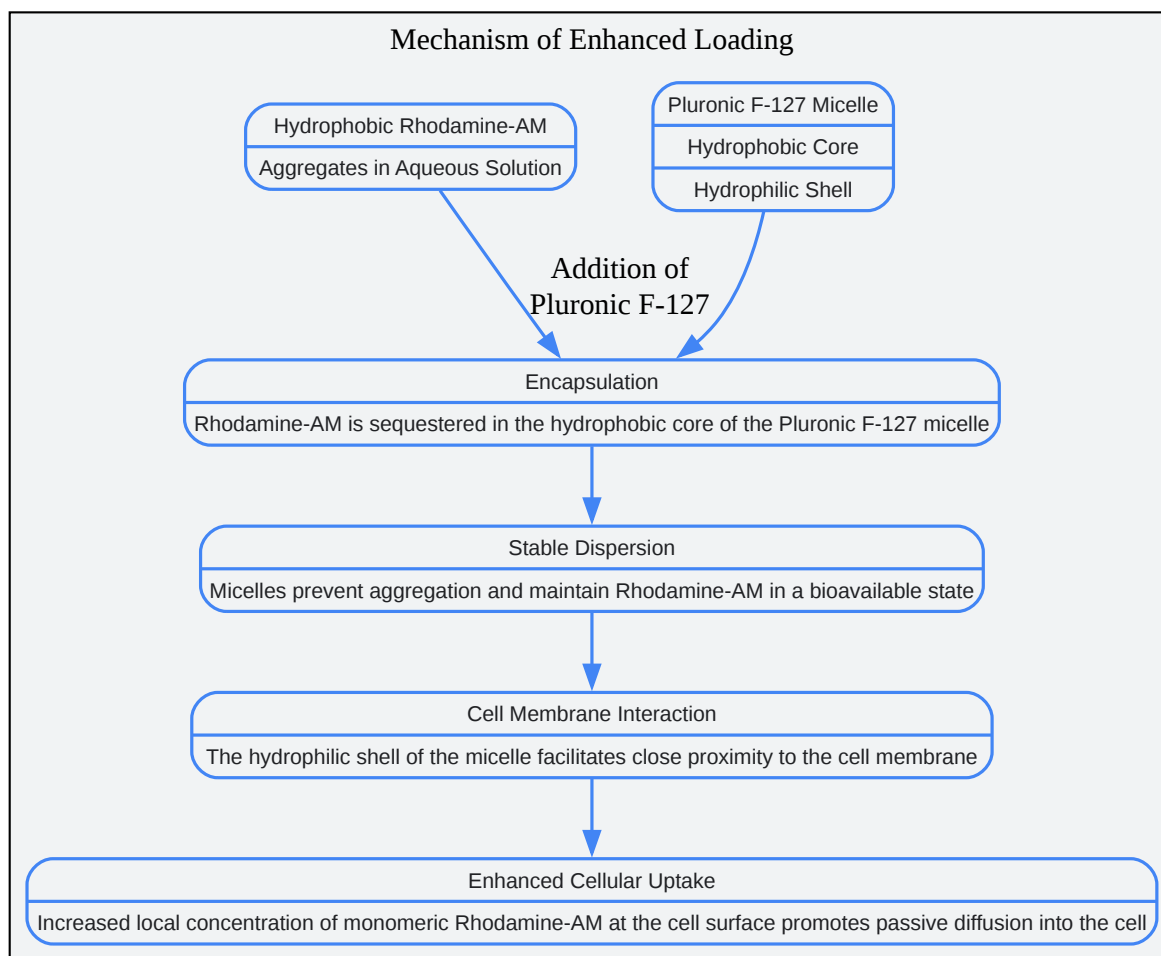 Mechanism of Enhanced Loading
Hydrophobic Rhodamine-AM
Aggregates in Aqueous Solution
Pluronic F-127 Micelle
Hydrophobic Core
Hydrophilic Shell
Addition of
Pluronic F-127
Encapsulation
Rhodamine-AM is sequestered in the hydrophobic core of the Pluronic F-127 micelle
Stable Dispersion
Micelles prevent aggregation and maintain Rhodamine-AM in a bioavailable state
Cell Membrane Interaction
The hydrophilic shell of the micelle facilitates close proximity to the cell membrane
Enhanced Cellular Uptake
Increased local concentration of monomeric Rhodamine-AM at the cell surface promotes passive diffusion into the cell